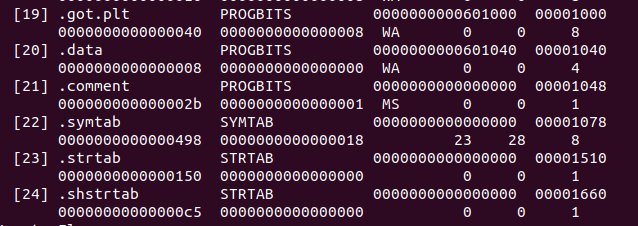 [19] .got.plt PROGBITS 0000000000601000 00001000
0000000000000040 0000000000000008 WA 0 0 8
[20] .data PROGBITS 0000000000601040 00001040
0000000000000008 0000000000000000 WA 0 0 4
[21] .comment PROGBITS 0000000000000000 00001048
000000000000002b 0000000000000001 MS 0 0 1
[22] .symtab SYMTAB 0000000000000000 00001078
0000000000000498 0000000000000018 23 28 8
[23] .strtab STRTAB 0000000000000000 00001510
0000000000000150 0000000000000000 0 0 1
[24] .shstrtab STRTAB 0000000000000000 00001660
00000000000000c5 0000000000000000 0 0 1